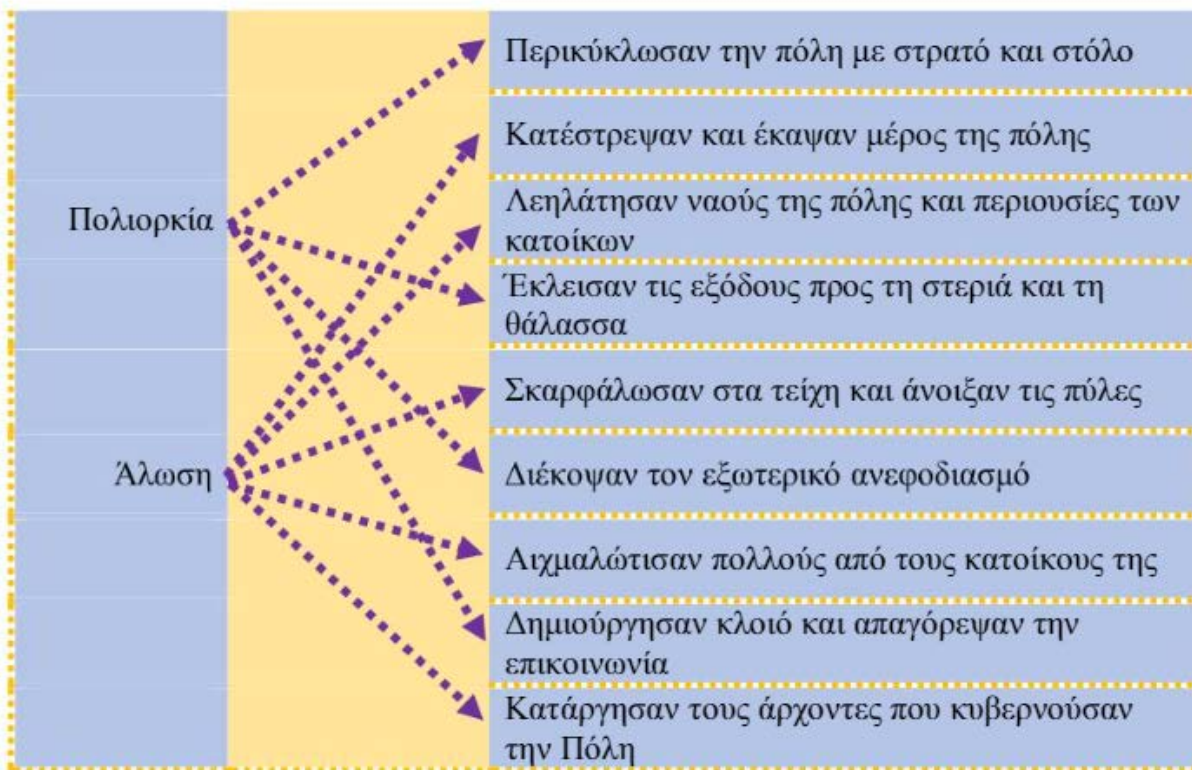 Περικύκλωσαν την πόλη με στρατό και στόλο
Κατέστρεψαν και έκαψαν μέρος της πόλης
Πολιορκία
Λεηλάτησαν ναούς της πόλης και περιουσίες των
κατοίκων
Έκλεισαν τις εξόδους προς τη στεριά και τη
θάλασσα
Σκαρφάλωσαν στα τείχη και άνοιξαν τις πύλες
Άλωση
Διέκοψαν τον εξωτερικό ανεφοδιασμό
Αιχμαλώτισαν πολλούς από τους κατοίκους της
Δημιούργησαν κλοιό και απαγόρεψαν την
επικοινωνία
Κατάργησαν τους άρχοντες που κυβερνούσαν
την Πόλη